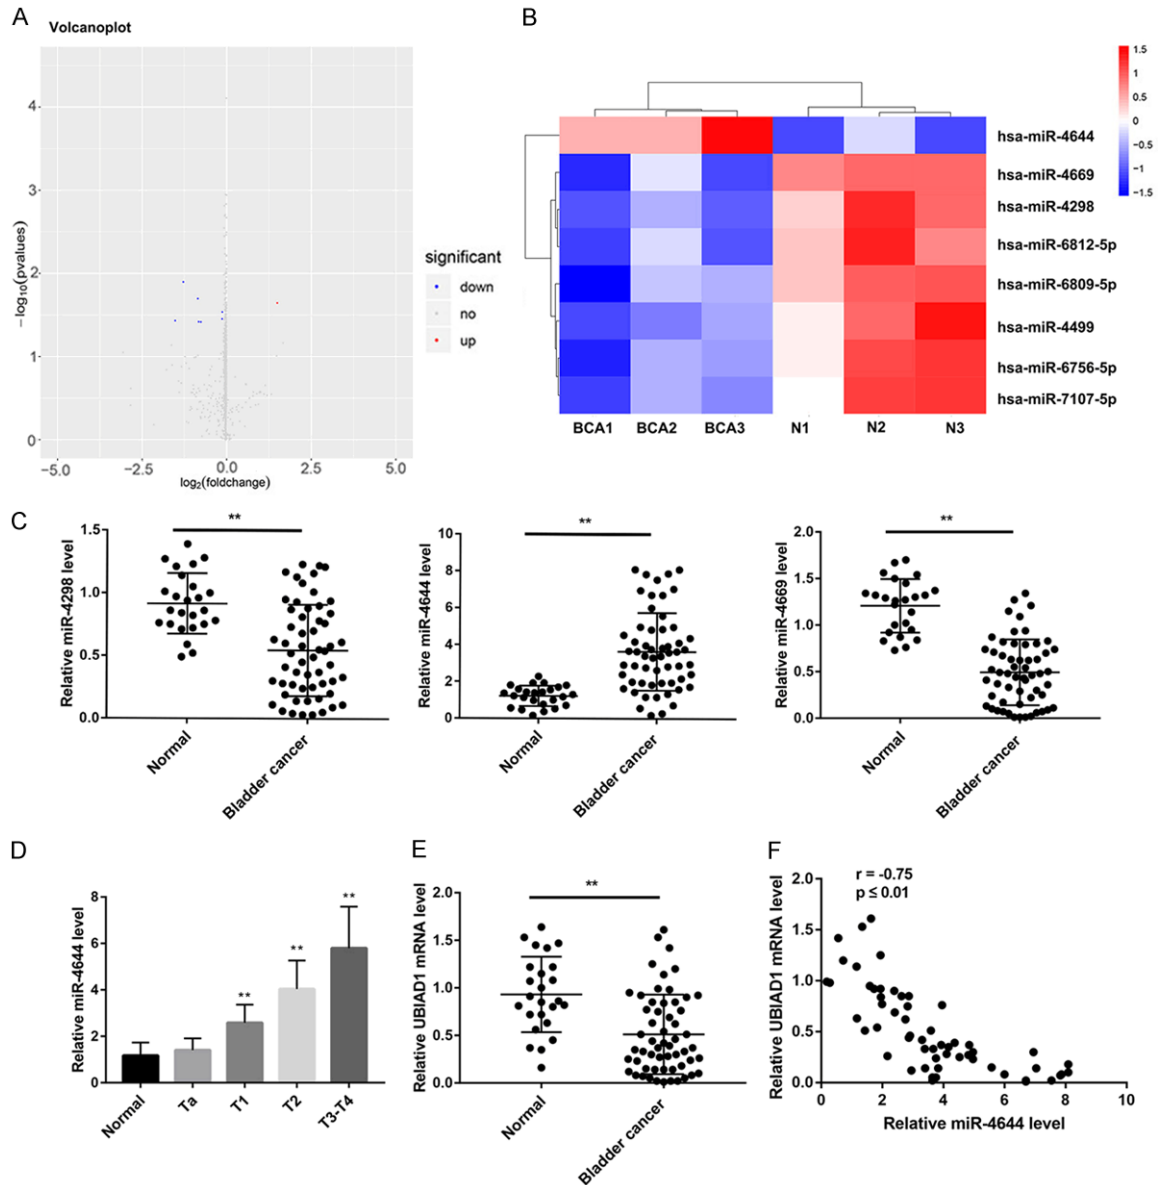 A
Volcanoplot
4
3
2
1
0
−log10(pvalues)
−5.0
−2.5
0.0
2.5
5.0
log2(foldchange)
significant
down
no
up
B
1.5
1
0.5
0
−0.5
−1
−1.5
hsa-miR-4644
hsa-miR-4669
hsa-miR-4298
hsa-miR-6812-5p
hsa-miR-6809-5p
hsa-miR-4499
hsa-miR-6756-5p
hsa-miR-7107-5p
BCA1 BCA2 BCA3 N1 N2 N3
C
Relative miR-4298 level
1.5
1.0
0.5
0.0
**
Normal
Bladder cancer
Relative miR-4644 level
10
8
6
4
2
0
**
Normal
Bladder cancer
Relative miR-4669 level
2.0
1.5
1.0
0.5
0.0
**
Normal
Bladder cancer
D
Relative miR-4644 level
8
6
4
2
0
**
**
**
Normal
Ta
T1
T2
T3-T4
E
Relative UBIAD1 mRNA level
2.0
1.5
1.0
0.5
0.0
**
Normal
Bladder cancer
F
r = -0.75
p ≤ 0.01
Relative UBIAD1 mRNA level
2.0
1.5
1.0
0.5
0.0
0 2 4 6 8 10
Relative miR-4644 level